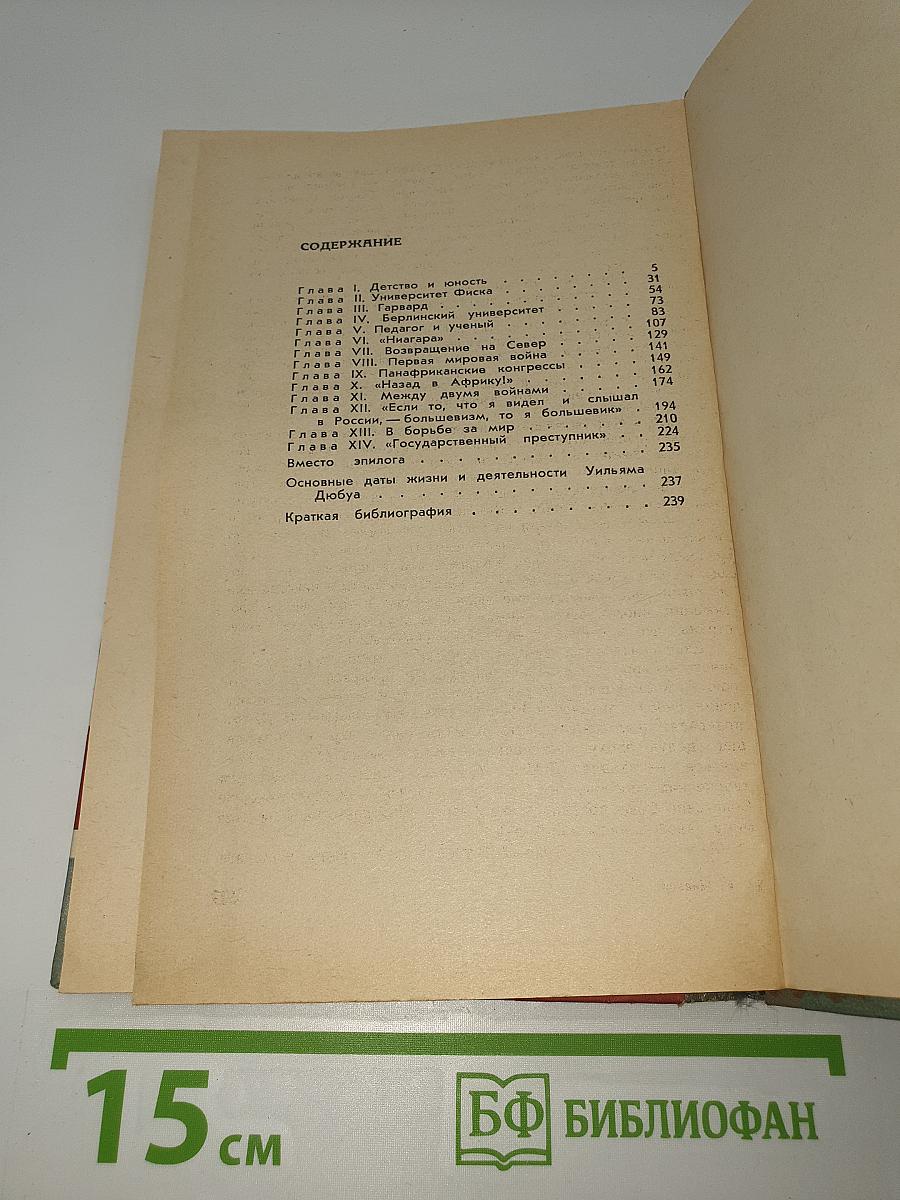 СОДЕРЖАНИЕ
Глава I. Детство и юность . . . . . . . 5
Глава II. Университет Фиска . . . . . . . 31
Глава III. Гарвард . . . . . . . . . 54
Глава IV. Берлинский университет . . . . . 73
Глава V. Педагог и ученый . . . . . . . 83
Глава VI. «Ниагара» . . . . . . . . . 107
Глава VII. Возвращение на Север . . . . . 129
Глава VIII. Первая мировая война . . . . . 141
Глава IX. Панафриканские конгрессы . . . . 149
Глава X. «Назад в Африку!» . . . . . . 162
Глава XI. Между двумя войнами . . . . . 174
Глава XII. «Если то, что я видел и слышал
в России, — большевизм, то я большевик» . 194
Глава XIII. В борьбе за мир . . . . . . 210
Глава XIV. «Государственный преступник» . . 224
Вместо эпилога . . . . . . . . . . . 235
Основные даты жизни и деятельности Уильяма
Дюбуа . . . . . . . . . . . . . 237
Краткая библиография . . . . . . . . . 239
15 см
БФ БИБЛИОФАН